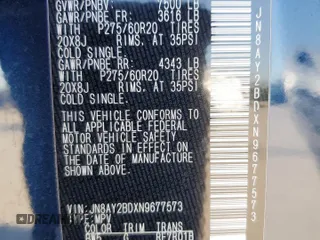 GVWR/PNBV: 7500 LB
GAWR/PNBE FR: 3616 LB
WITH P275/60R20 TIRES
20X8J RIMS, AT 35PSI
COLD SINGLE
GAWR/PNBE RR: 4343 LB
WITH P275/60R20 TIRES
20X8J RIMS, AT 35PSI
COLD SINGLE
THIS VEHICLE CONFORMS TO
ALL APPLICABLE FEDERAL
MOTOR VEHICLE SAFETY
STANDARDS IN EFFECT ON
THE DATE OF MANUFACTURE
SHOWN ABOVE.
VIN: JN8AY2BDXN9677573
TYPE: MPV
COLOR TRIM TRANS
G
JN8AY2BDXN9677573